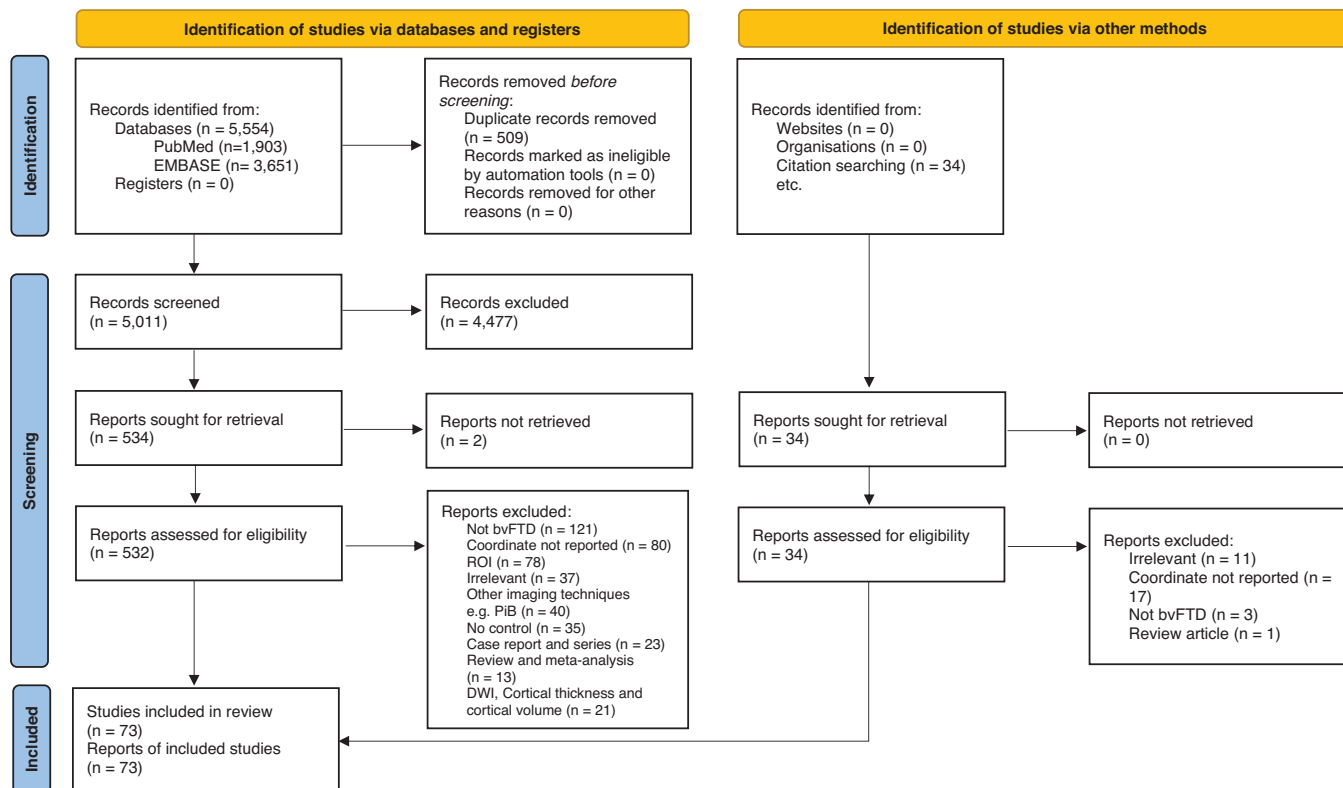 Identification of studies via databases and registers
Identification of studies via other methods
Identification
Records identified from:
Databases (n = 5,554)
PubMed (n=1,903)
EMBASE (n= 3,651)
Registers (n = 0)
Records removed before
screening:
Duplicate records removed
(n = 509)
Records marked as ineligible
by automation tools (n = 0)
Records removed for other
reasons (n = 0)
Records identified from:
Websites (n = 0)
Organisations (n = 0)
Citation searching (n = 34)
etc.
Screening
Records screened
(n = 5,011)
Records excluded
(n = 4,477)
Reports sought for retrieval
(n = 534)
Reports not retrieved
(n = 2)
Reports sought for retrieval
(n = 34)
Reports not retrieved
(n = 0)
Reports assessed for eligibility
(n = 532)
Reports excluded:
Not bvFTD (n = 121)
Coordinate not reported (n = 80)
ROI (n = 78)
Irrelevant (n = 37)
Other imaging techniques
e.g. PiB (n = 40)
No control (n = 35)
Case report and series (n = 23)
Review and meta-analysis
(n = 13)
DWI, Cortical thickness and
cortical volume (n = 21)
Reports assessed for eligibility
(n = 34)
Reports excluded:
Irrelevant (n = 11)
Coordinate not reported (n =
17)
Not bvFTD (n = 3)
Review article (n = 1)
Included
Studies included in review
(n = 73)
Reports of included studies
(n = 73)